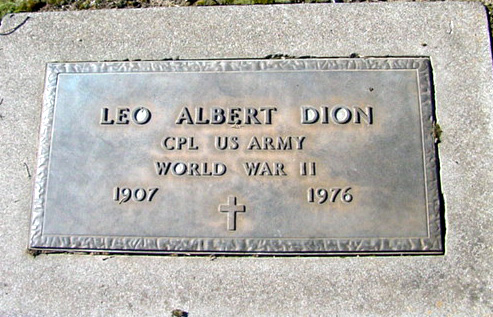 LEO ALBERT DION
CPL US ARMY
WORLD WAR II
1907 1976